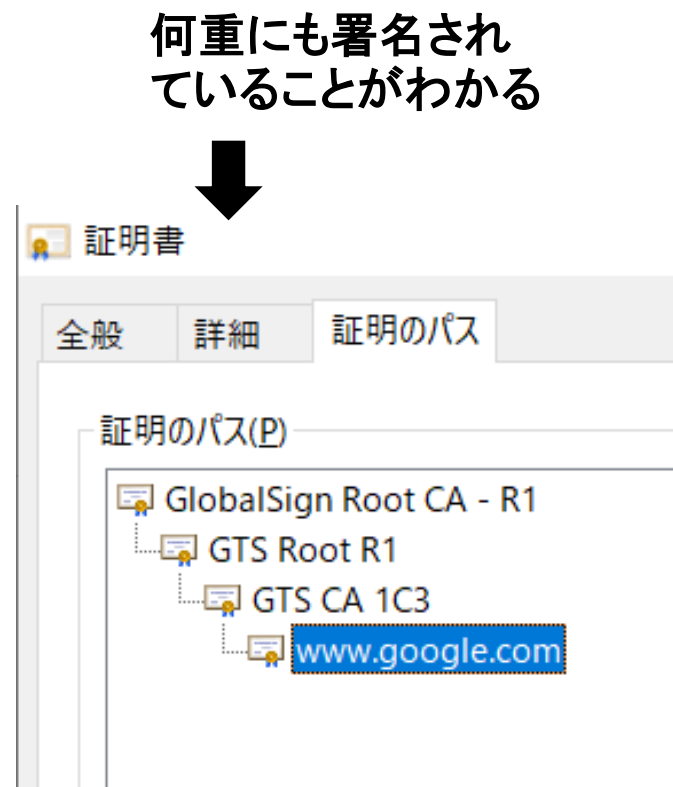 何重にも署名され
ていることがわかる
証明書
全般 詳細 証明のパス
証明のパス(P)
GlobalSign Root CA - R1
GTS Root R1
GTS CA 1C3
www.google.com